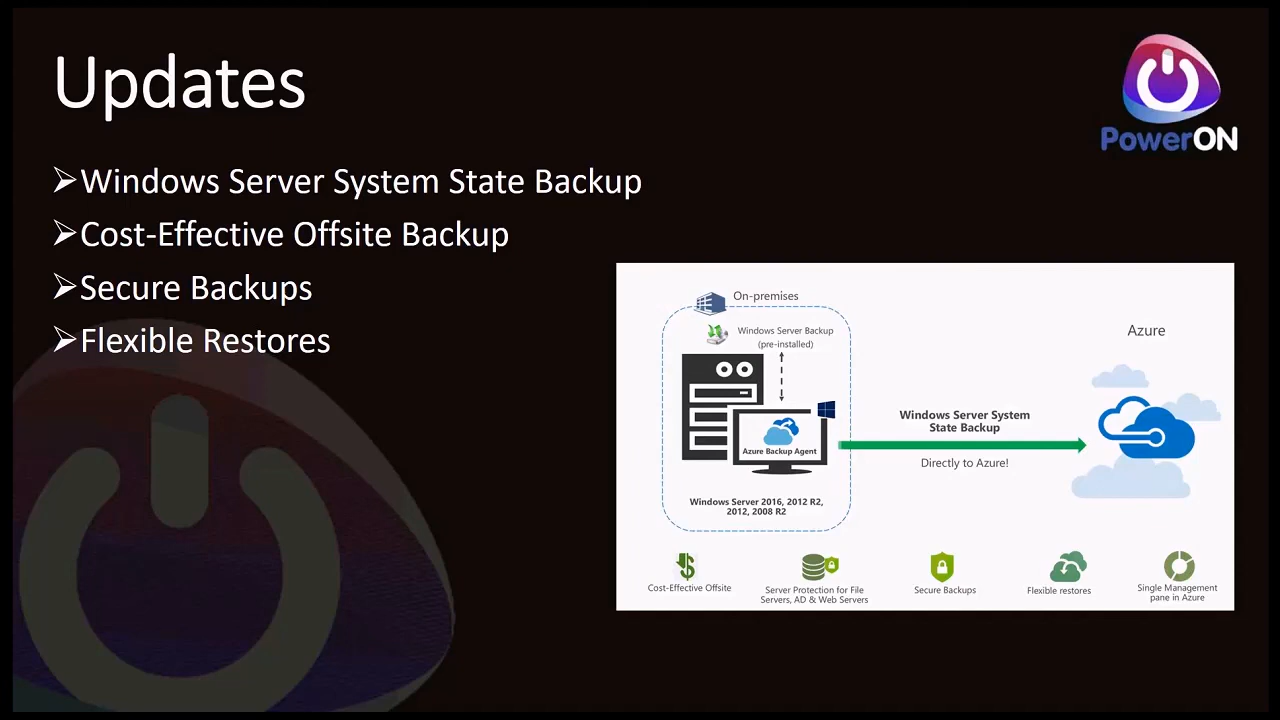 Updates
PowerON
➢Windows Server System State Backup
➢Cost-Effective Offsite Backup
➢Secure Backups
➢Flexible Restores
On-premises
Windows Server Backup
(pre-installed)
Azure
Azure Backup Agent
Windows Server System
State Backup
Directly to Azure!
Windows Server 2016, 2012 R2,
2012, 2008 R2
Cost-Effective Offsite
Server Protection for File
Servers, AD & Web Servers
Secure Backups
Flexible restores
Single Management
pane in Azure